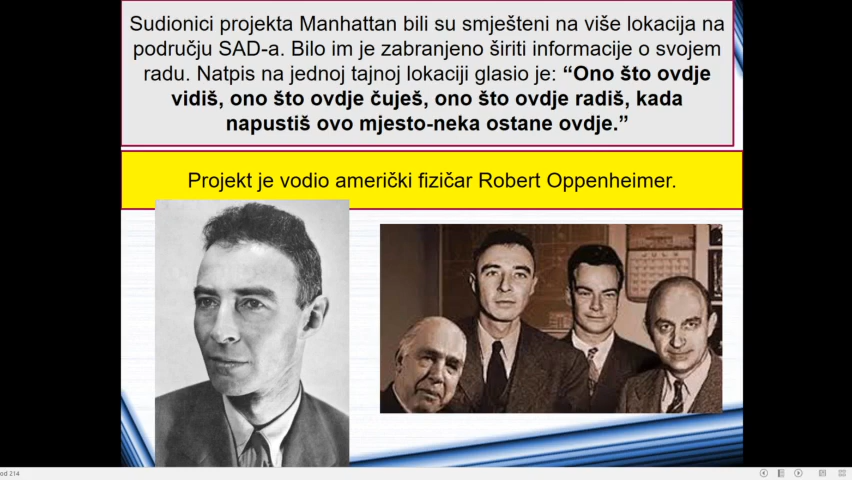 Sudionici projekta Manhattan bili su smješteni na više lokacija na
području SAD-a. Bilo im je zabranjeno širiti informacije o svojem
radu. Natpis na jednoj tajnoj lokaciji glasio je: “Ono što ovdje
vidiš, ono što ovdje čuješ, ono što ovdje radiš, kada
napustiš ovo mjesto-neka ostane ovdje.”
Projekt je vodio američki fizičar Robert Oppenheimer.
JULY
od 214